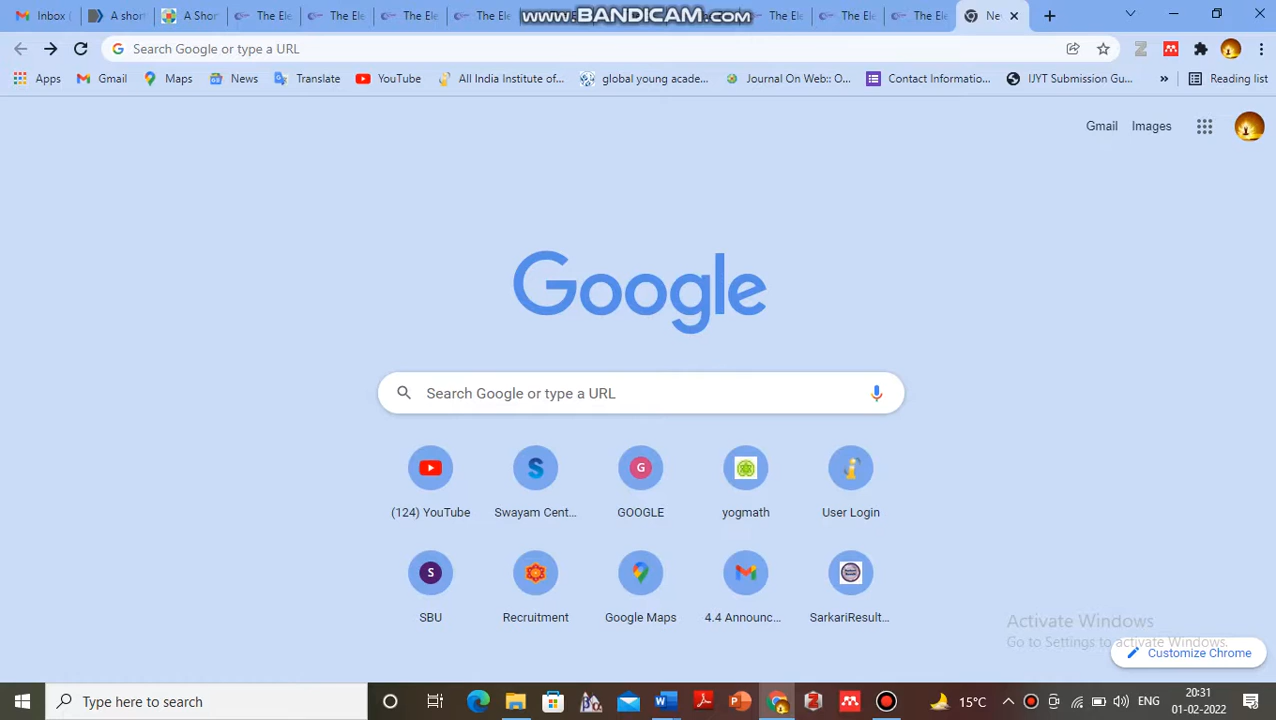 Inbox (
A short
A Shor
The Ele
The Ele
The Ele
The Ele
www.BANDICAM.com
The Ele
The Ele
The Ele
Ne
Search Google or type a URL
Apps
Gmail
Maps
News
Translate
YouTube
All India Institute of...
global young acade...
Journal On Web:: O...
Contact Informatio...
IJYT Submission Gu...
»
Reading list
Gmail
Images
Google
Search Google or type a URL
(124) YouTube
Swayam Cent...
G
GOOGLE
yogmath
User Login
S
SBU
Recruitment
Google Maps
4.4 Announc...
SarkariResult...
Activate Windows
Go to Settings to activate Windows.
Customize Chrome
Type here to search
15°C
ENG
20:31
01-02-2022